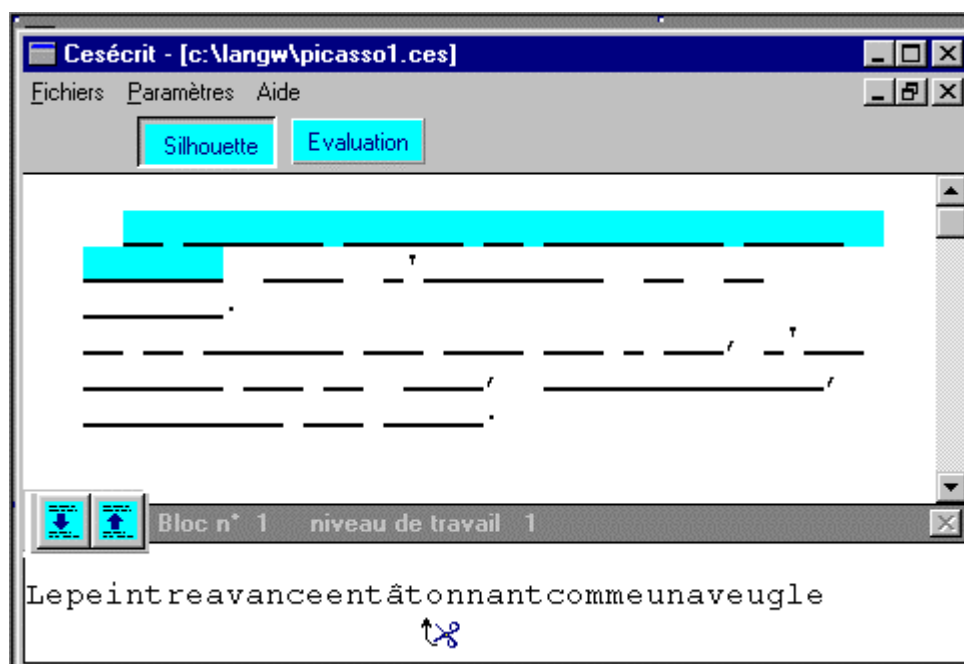 Cesécrit - [c:\langw\picasso1.ces]
Fichiers Paramètres Aide
Silhouette Evaluation
Bloc n° 1 niveau de travail 1
Lepeintreavanceentâtonnantcommeunaveugle